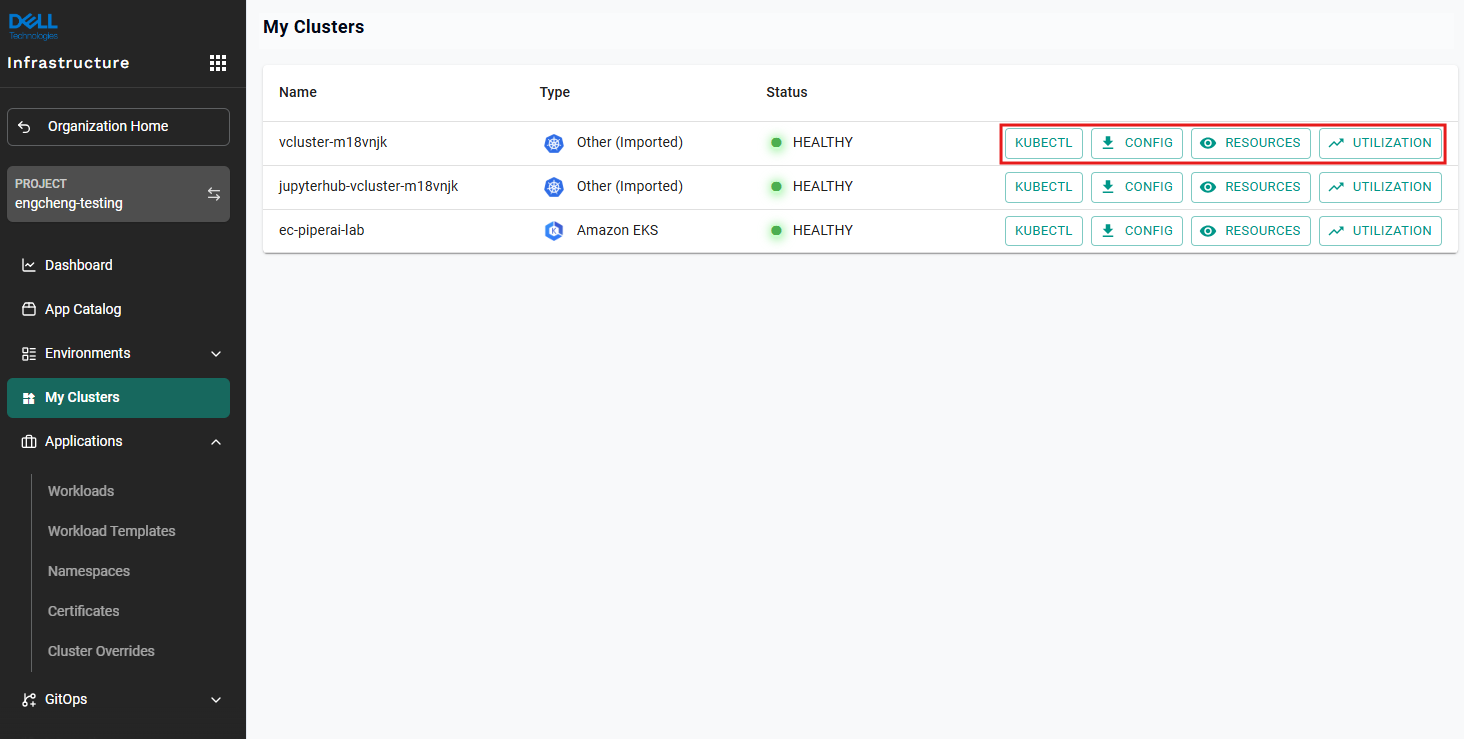 DELL
Technologies
Infrastructure
Organization Home
PROJECT
engcheng-testing
Dashboard
App Catalog
Environments
My Clusters
Applications
Workloads
Workload Templates
Namespaces
Certificates
Cluster Overrides
GitOps
My Clusters
Name Type Status
vcluster-m18vnjk Other (Imported) HEALTHY KUBECTL CONFIG RESOURCES UTILIZATION
jupyterhub-vcluster-m18vnjk Other (Imported) HEALTHY KUBECTL CONFIG RESOURCES UTILIZATION
ec-piperai-lab Amazon EKS HEALTHY KUBECTL CONFIG RESOURCES UTILIZATION